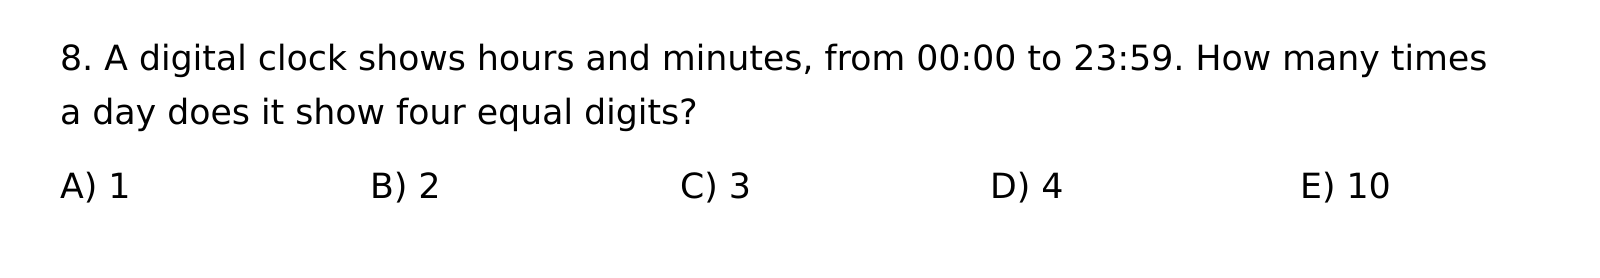 8. A digital clock shows hours and minutes, from 00:00 to 23:59. How many times
a day does it show four equal digits?
A) 1 B) 2 C) 3 D) 4 E) 10